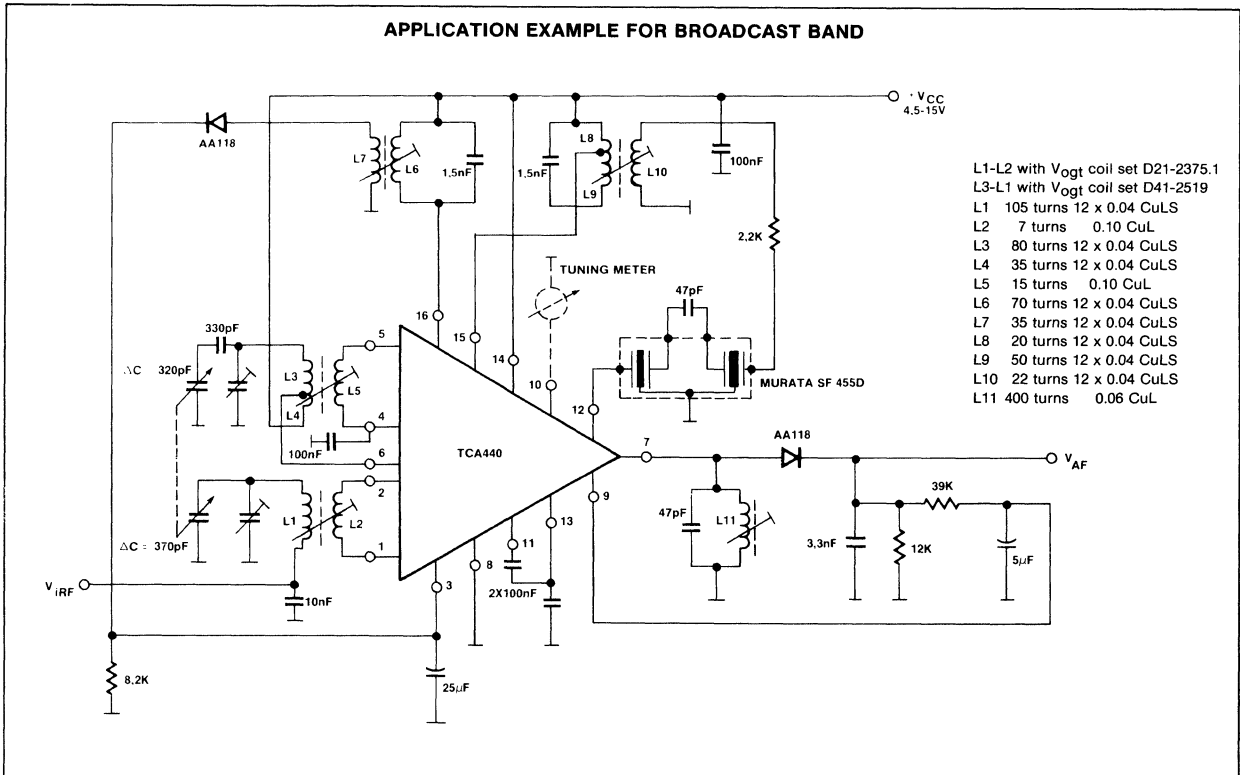 APPLICATION EXAMPLE FOR BROADCAST BAND
· VCC
4,5-15V
AA118
L7
L6
1,5nF
1,5nF
L8
L9
L10
100nF
2,2K
L1-L2 with Vogt coil set D21-2375.1
L3-L1 with Vogt coil set D41-2519
L1 105 turns 12 x 0.04 CuLS
L2 7 turns 0.10 CuL
L3 80 turns 12 x 0.04 CuLS
L4 35 turns 12 x 0.04 CuLS
L5 15 turns 0.10 CuL
L6 70 turns 12 x 0.04 CuLS
L7 35 turns 12 x 0.04 CuLS
L8 20 turns 12 x 0.04 CuLS
L9 50 turns 12 x 0.04 CuLS
L10 22 turns 12 x 0.04 CuLS
L11 400 turns 0.06 CuL
TUNING METER
47pF
MURATA SF 455D
16
15
14
10
12
330pF
5
ΔC 320pF
L3
L4
L5
4
100nF
6
TCA440
7
AA118
VAF
2
9
39K
L1
L2
13
47pF
L11
ΔC = 370pF
1
11
3,3nF
12K
5µF
8
ViRF
10nF
3
2X100nF
8,2K
25µF